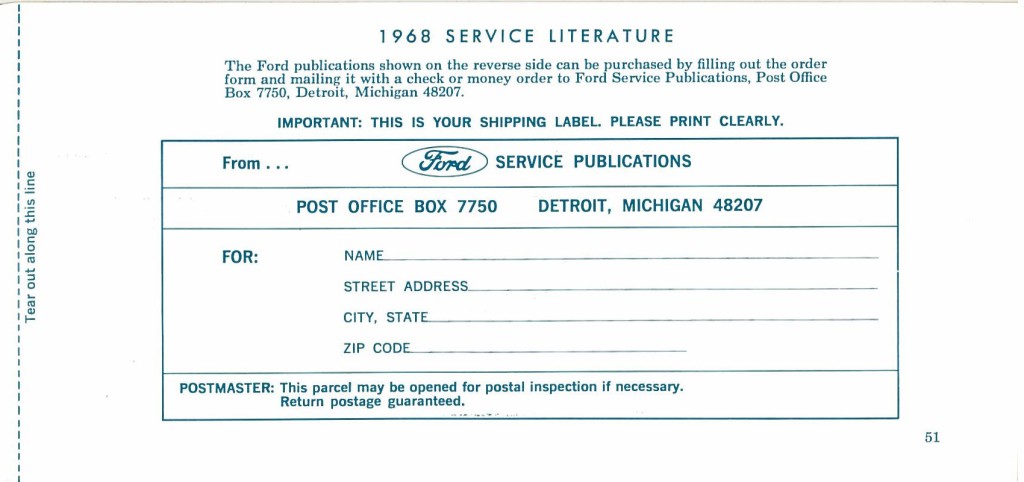 1968 SERVICE LITERATURE
The Ford publications shown on the reverse side can be purchased by filling out the order
form and mailing it with a check or money order to Ford Service Publications, Post Office
Box 7750, Detroit, Michigan 48207.
IMPORTANT: THIS IS YOUR SHIPPING LABEL. PLEASE PRINT CLEARLY.
From ... Ford SERVICE PUBLICATIONS
POST OFFICE BOX 7750 DETROIT, MICHIGAN 48207
FOR: NAME
STREET ADDRESS
CITY, STATE
ZIP CODE
POSTMASTER: This parcel may be opened for postal inspection if necessary.
Return postage guaranteed.
51
Tear out along this line